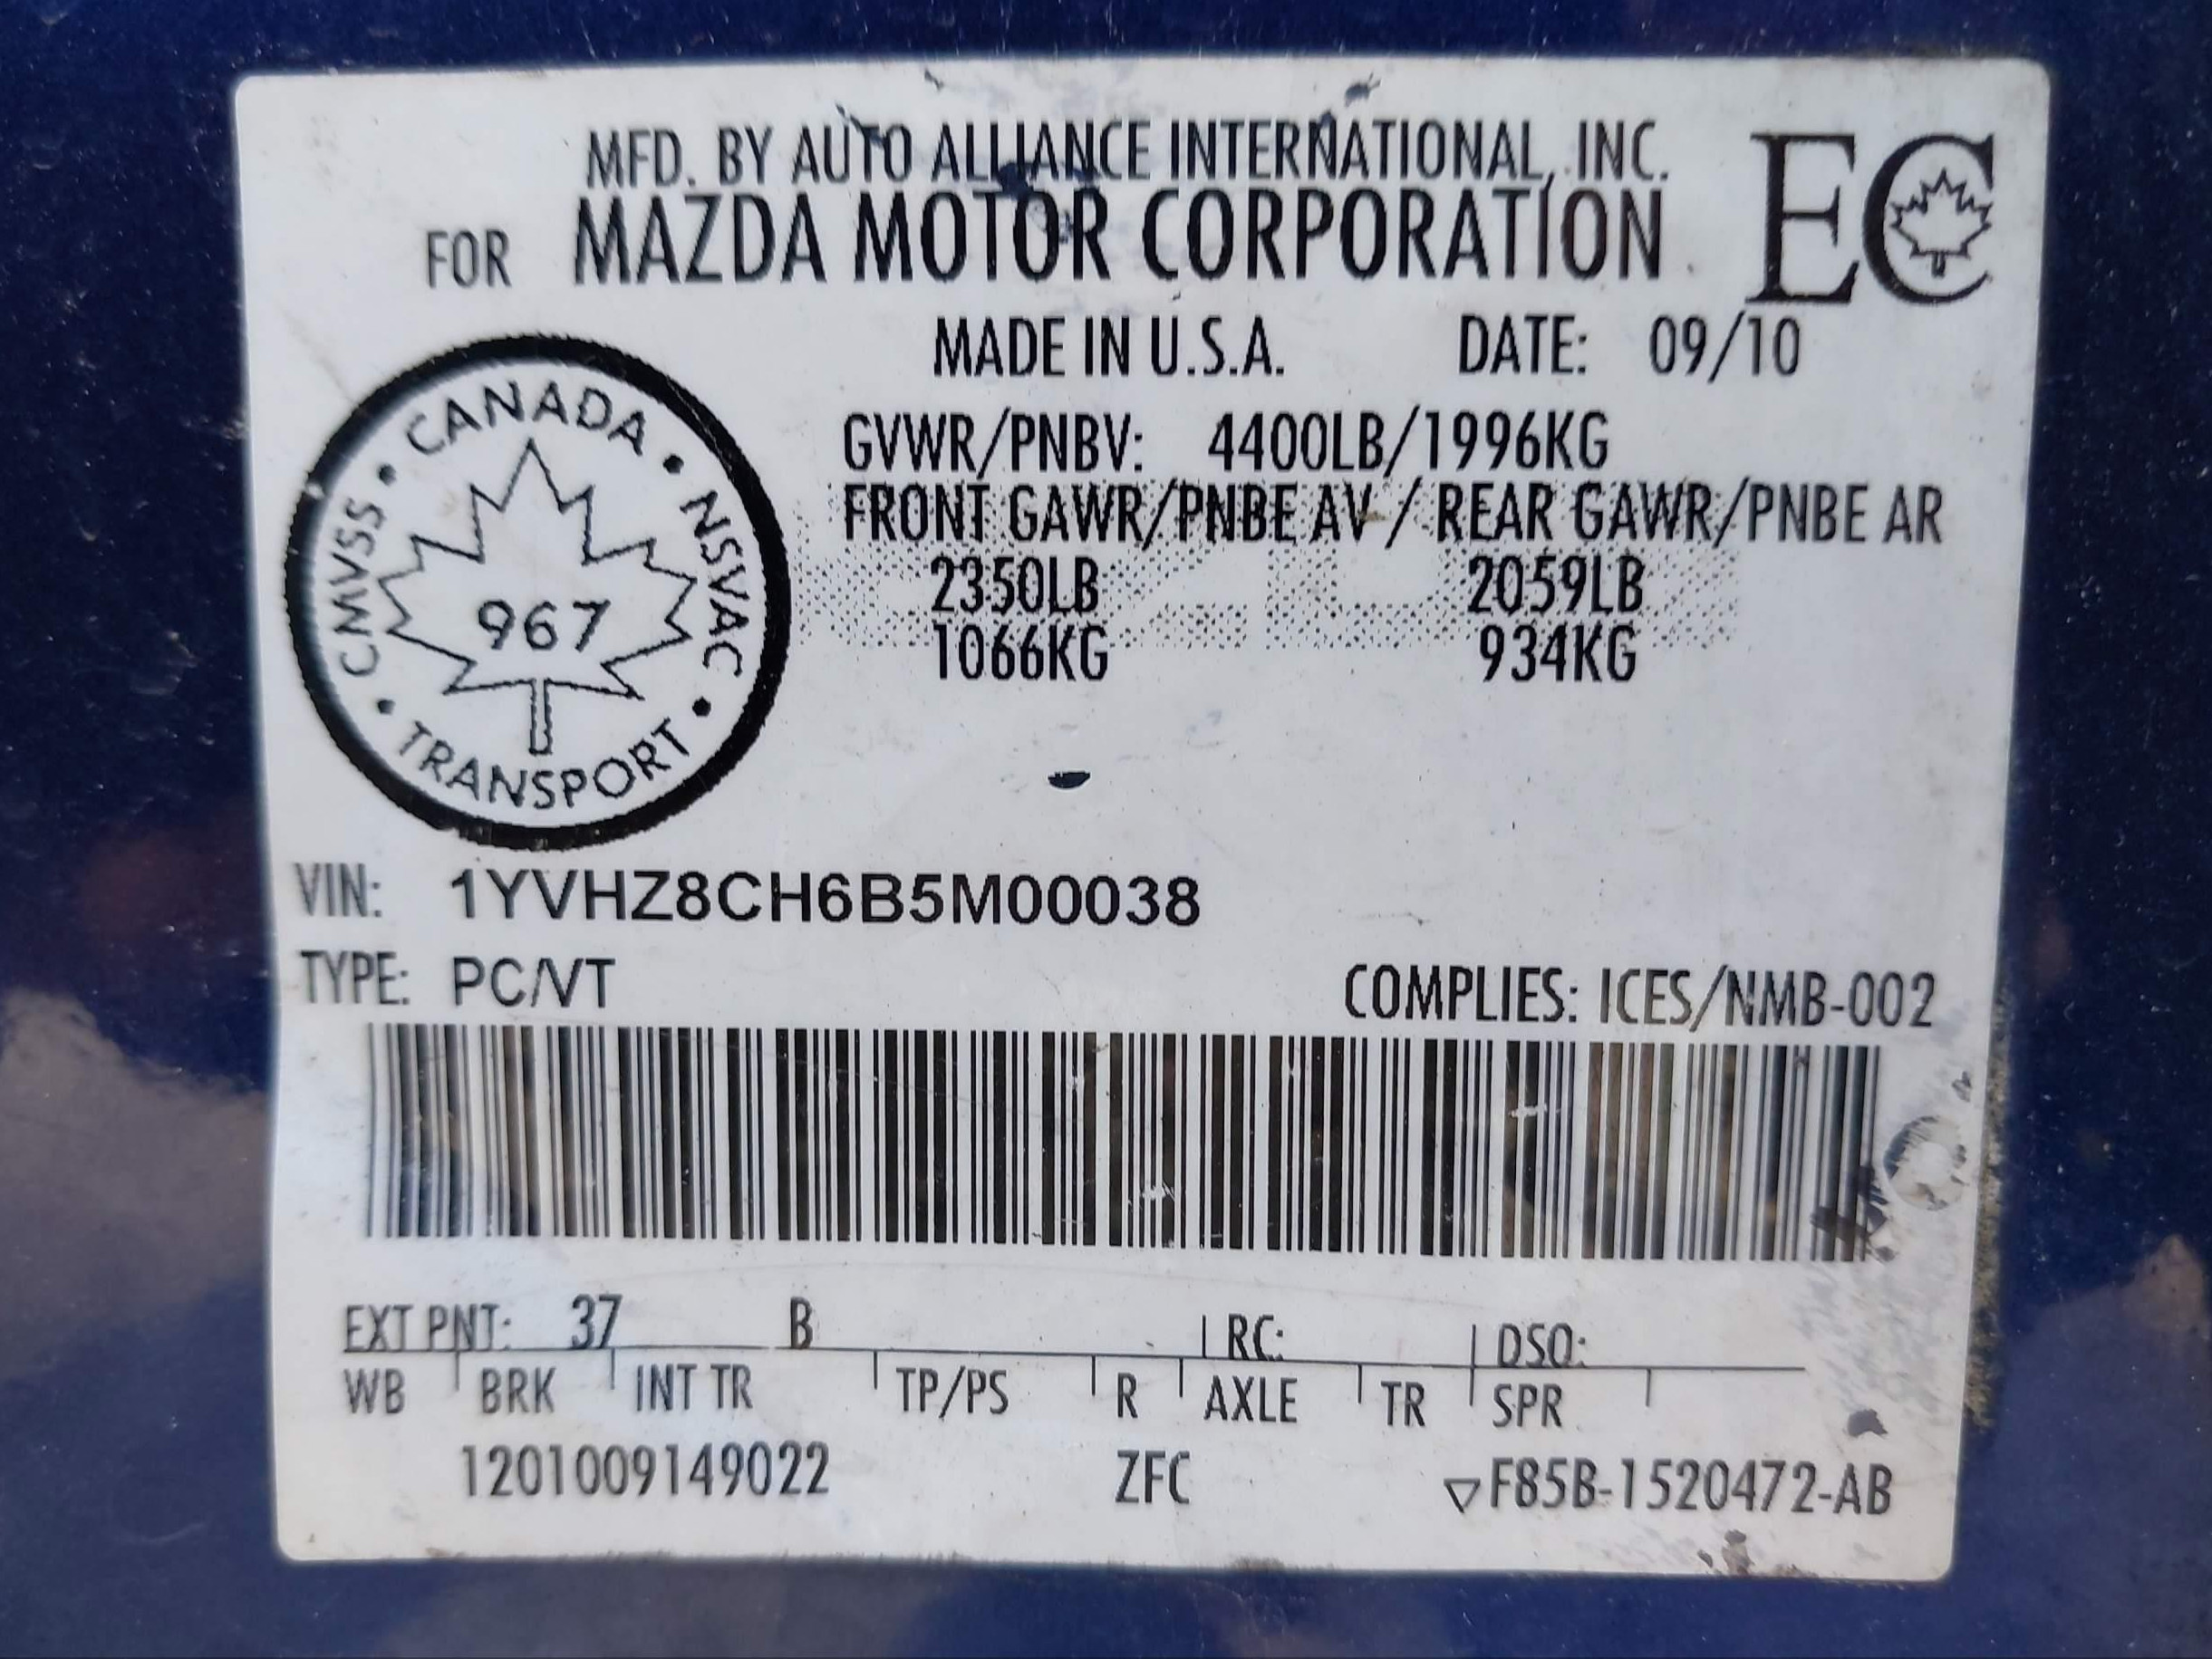 MFD. BY AUTO ALLIANCE INTERNATIONAL, INC.
EC
FOR MAZDA MOTOR CORPORATION
MADE IN U.S.A. DATE: 09/10
GVWR/PNBV: 4400LB/1996KG
FRONT GAWR/PNBE AV / REAR GAWR/PNBE AR
2350LB 2059LB
1066KG 934KG
CANADA • NSVAC • TRANSPORT • CMVSS •
967
VIN: 1YVHZ8CH6B5M00038
TYPE: PC/VT COMPLIES: ICES/NMB-002
EXT PNT: 37 B RC: DSO:
WB BRK INT TR TP/PS R AXLE TR SPR
1201009149022 ZFC ▽F85B-1520472-AB